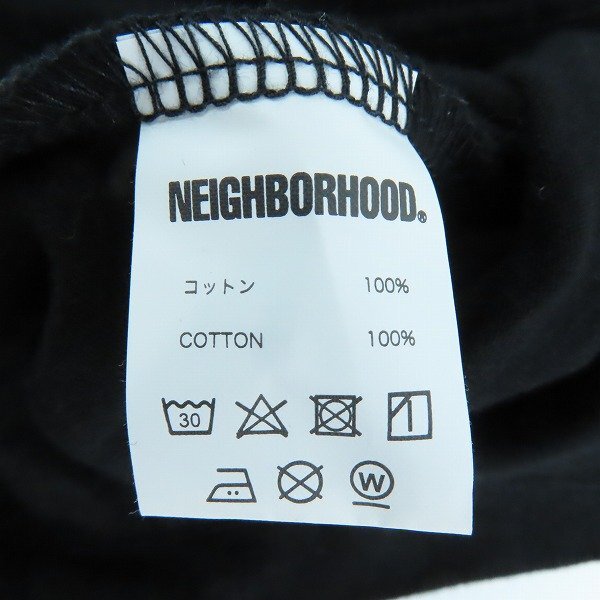 NEIGHBORHOOD®
コットン 100%
COTTON 100%
30
W